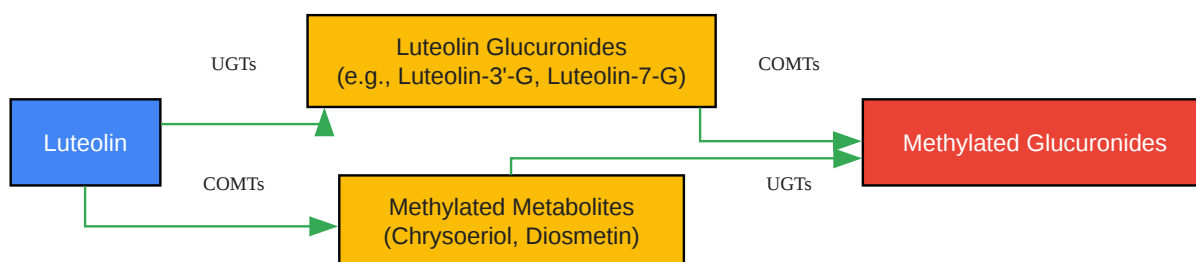 UGTs
Luteolin Glucuronides
(e.g., Luteolin-3'-G, Luteolin-7-G)
COMTs
Luteolin
Methylated Glucuronides
COMTs
Methylated Metabolites
(Chrysoeriol, Diosmetin)
UGTs